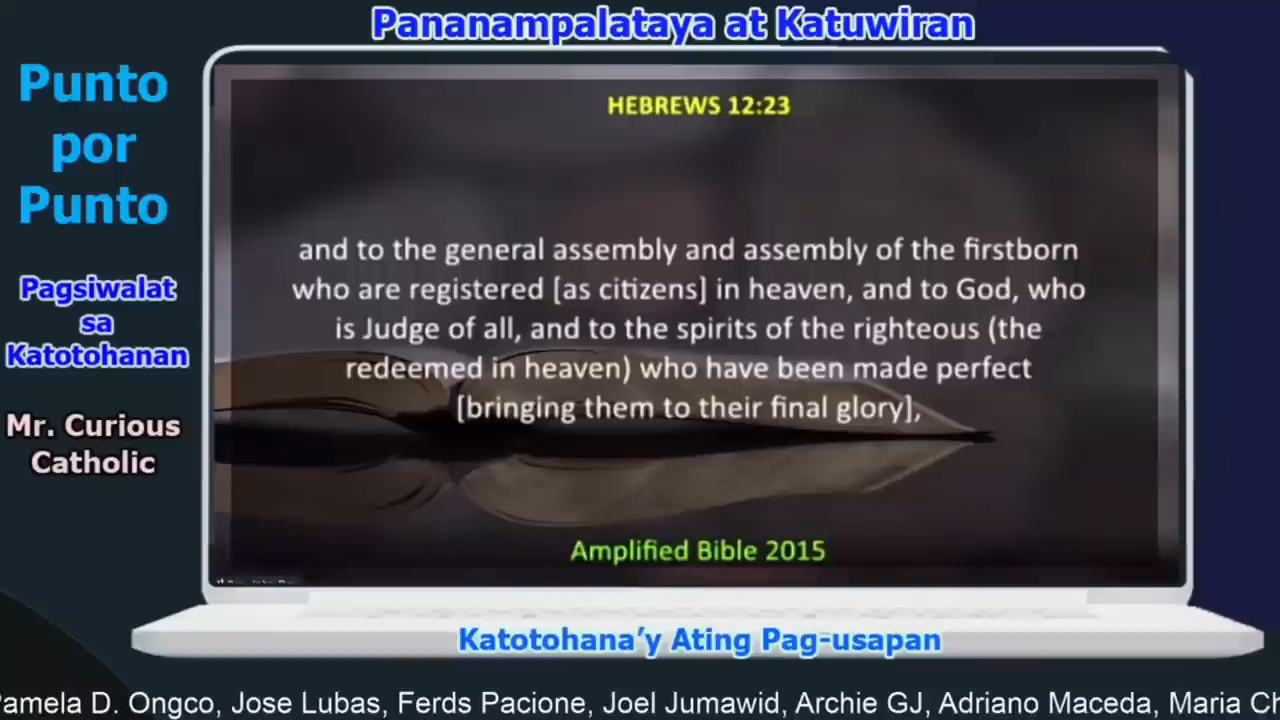 Pananampalataya at Katuwiran
Punto
por
Punto
Pagsiwalat
sa
Katotohanan
Mr. Curious
Catholic
HEBREWS 12:23
and to the general assembly and assembly of the firstborn
who are registered [as citizens] in heaven, and to God, who
is Judge of all, and to the spirits of the righteous (the
redeemed in heaven) who have been made perfect
[bringing them to their final glory],
Amplified Bible 2015
Katotohana’y Ating Pag-usapan
Pamela D. Ongco, Jose Lubas, Ferds Pacione, Joel Jumawid, Archie GJ, Adriano Maceda, Maria